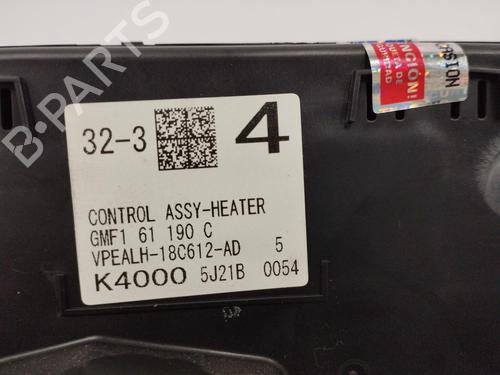 B-PARTS
32-3
4
CONTROL ASSY-HEATER
GMF1 61 190 C
VPEALH-18C612-AD 5
K4000 5J21B 0054